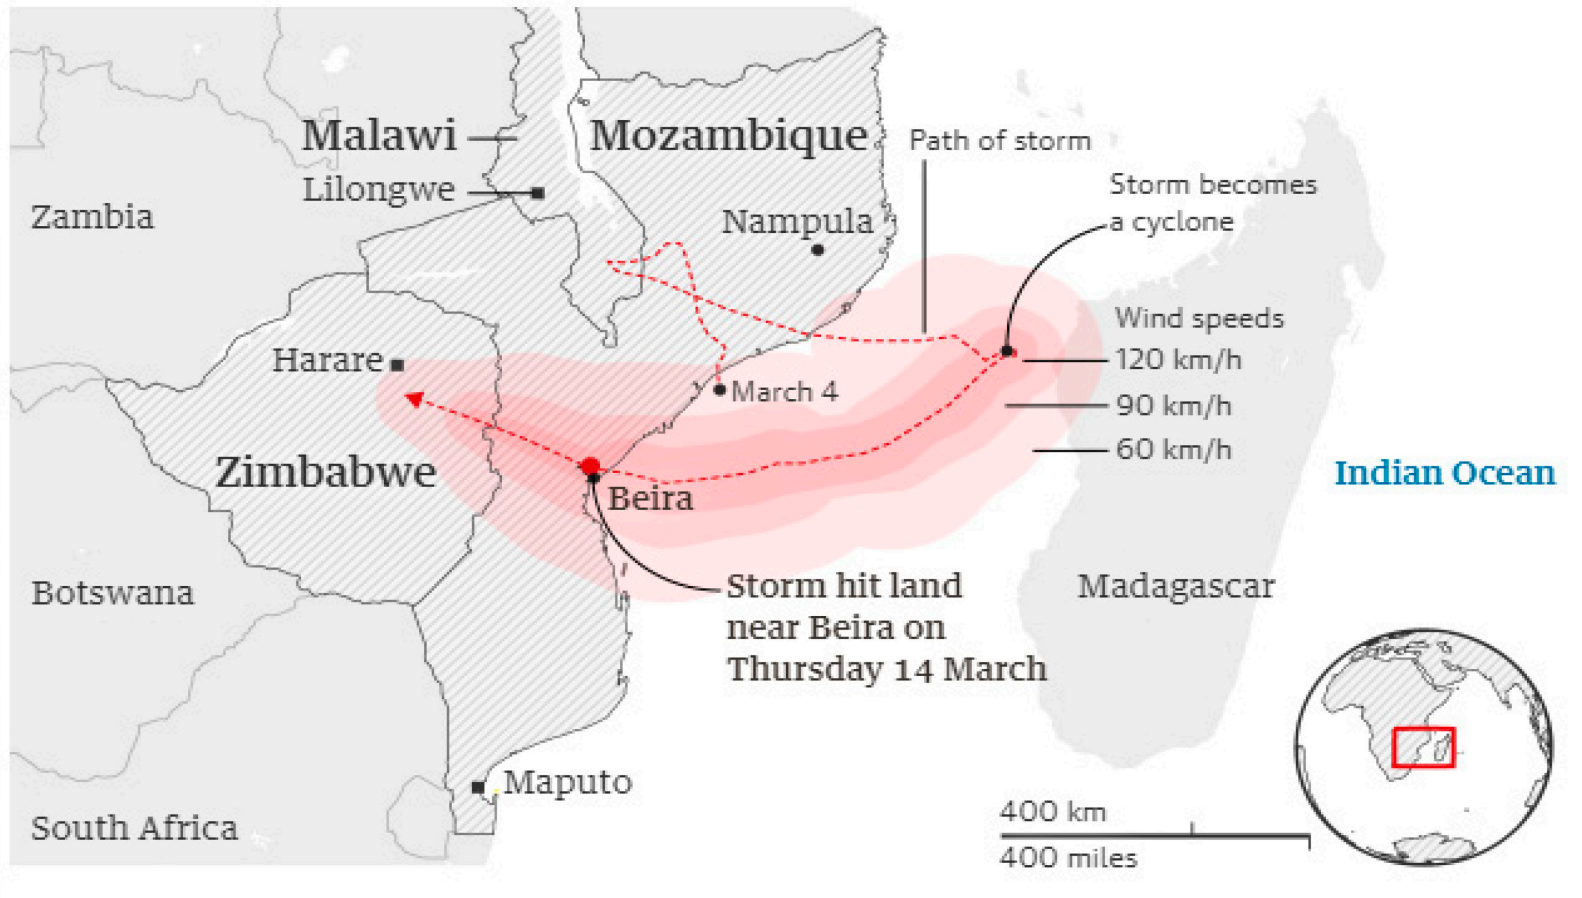 Malawi
Mozambique
Path of storm
Storm becomes
a cyclone
Lilongwe
Zambia
Nampula
Wind speeds
Harare
120 km/h
March 4
90 km/h
60 km/h
Zimbabwe
Indian Ocean
Beira
Botswana
Storm hit land
near Beira on
Thursday 14 March
Madagascar
Maputo
South Africa
400 km
400 miles